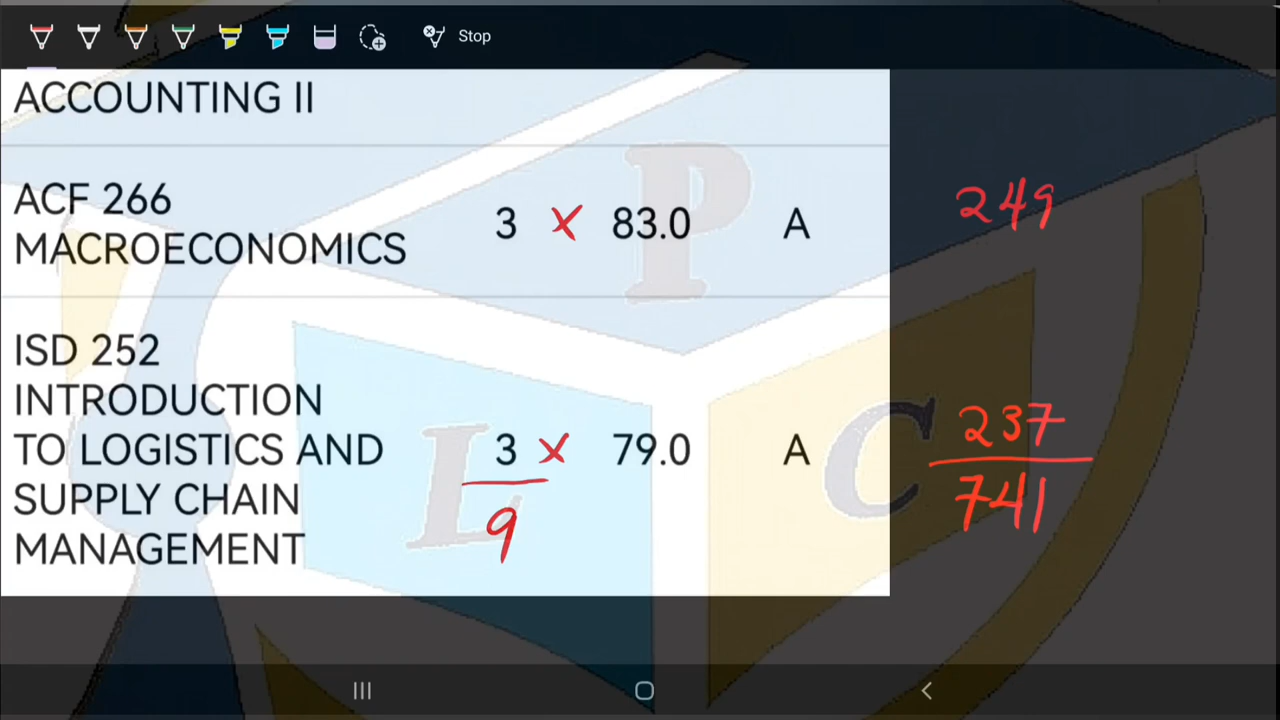 Stop
ACCOUNTING II
ACF 266
MACROECONOMICS
3 × 83.0 A 249
ISD 252
INTRODUCTION
TO LOGISTICS AND
SUPPLY CHAIN
MANAGEMENT
3 × 79.0 A 237
9 741
P
L
C